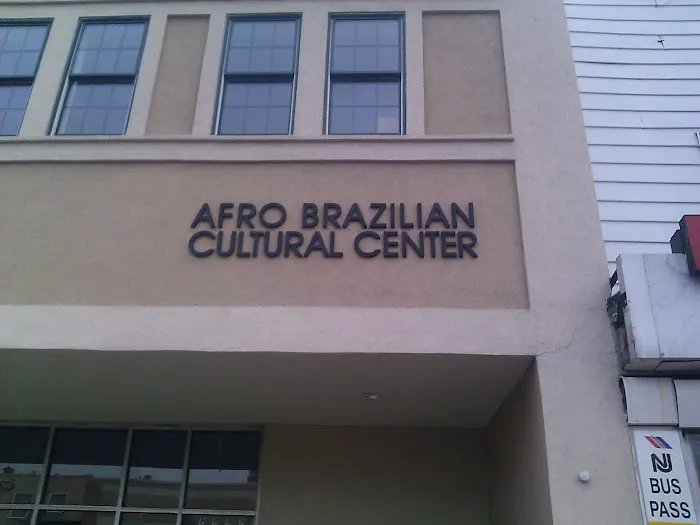 AFRO BRAZILIAN
CULTURAL CENTER
NJ
BUS
PASS